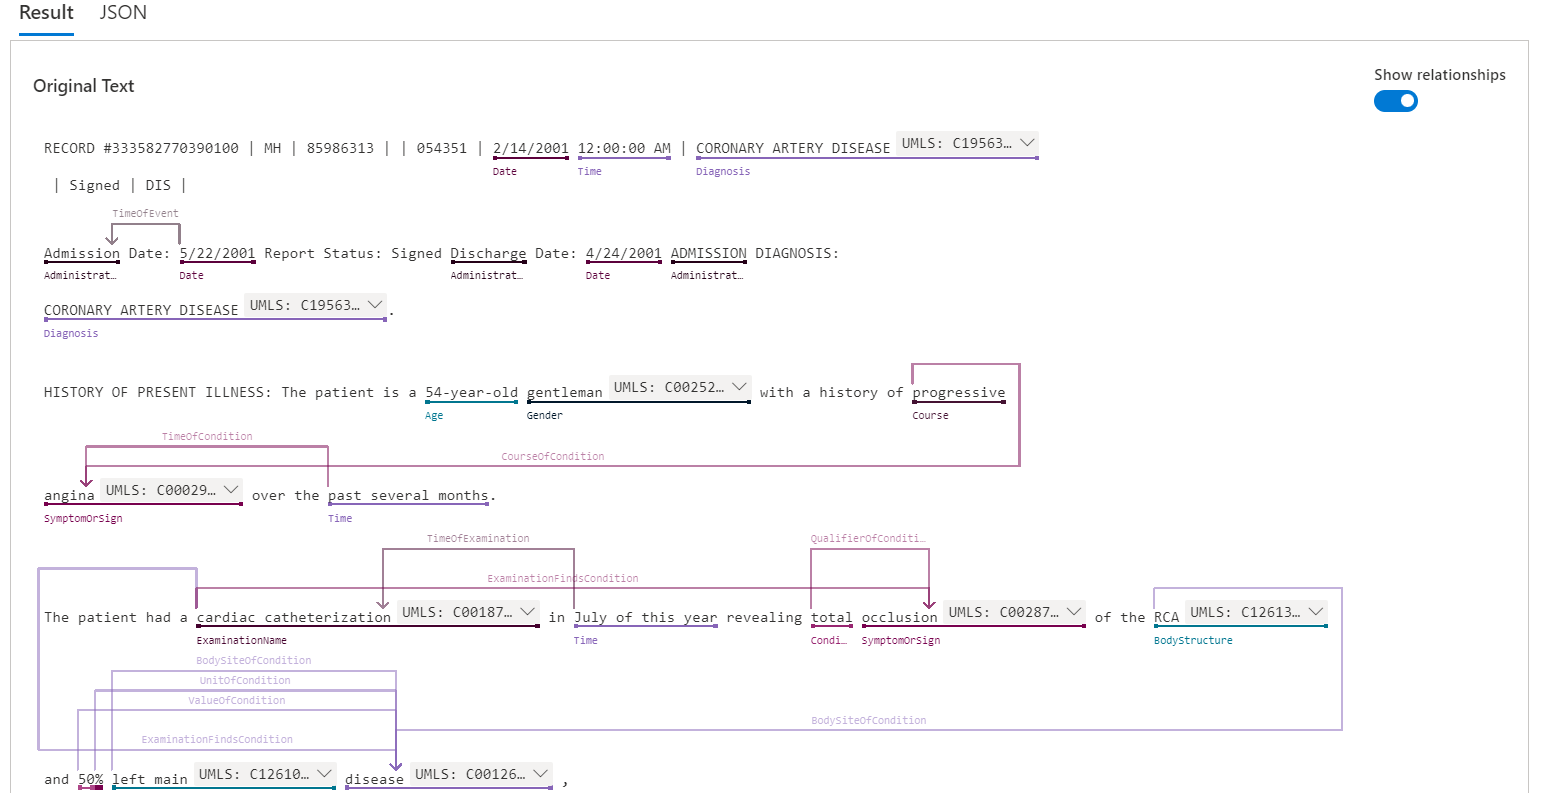 Result JSON
Original Text
Show relationships
RECORD #333582770390100 | MH | 85986313 | | 054351 | 2/14/2001 12:00:00 AM | CORONARY ARTERY DISEASE UMLS: C19563…
Date Time Diagnosis
| Signed | DIS |
TimeOfEvent
Admission Date: 5/22/2001 Report Status: Signed Discharge Date: 4/24/2001 ADMISSION DIAGNOSIS:
Administrat… Date Administrat… Date Administrat…
CORONARY ARTERY DISEASE UMLS: C19563… .
Diagnosis
HISTORY OF PRESENT ILLNESS: The patient is a 54-year-old gentleman UMLS: C00252… with a history of progressive
Age Gender Course
TimeOfCondition
CourseOfCondition
angina UMLS: C00029… over the past several months.
SymptomOrSign Time
TimeOfExamination QualifierOfConditi…
ExaminationFindsCondition
The patient had a cardiac catheterization UMLS: C00187… in July of this year revealing total occlusion UMLS: C00287… of the RCA UMLS: C12613…
ExaminationName Time Condi… SymptomOrSign BodyStructure
BodySiteOfCondition
UnitOfCondition
ValueOfCondition
BodySiteOfCondition
ExaminationFindsCondition
and 50% left main UMLS: C12610… disease UMLS: C00126… ,